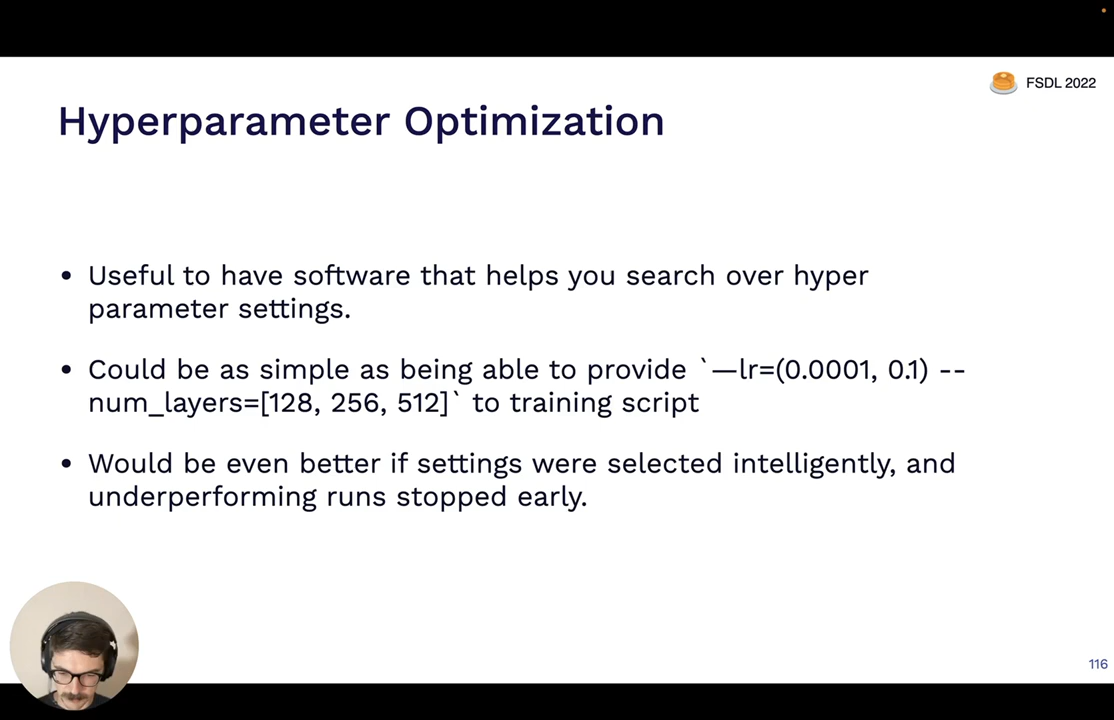 FSDL 2022
Hyperparameter Optimization
• Useful to have software that helps you search over hyper
parameter settings.
• Could be as simple as being able to provide `—lr=(0.0001, 0.1) --
num_layers=[128, 256, 512]` to training script
• Would be even better if settings were selected intelligently, and
underperforming runs stopped early.
116